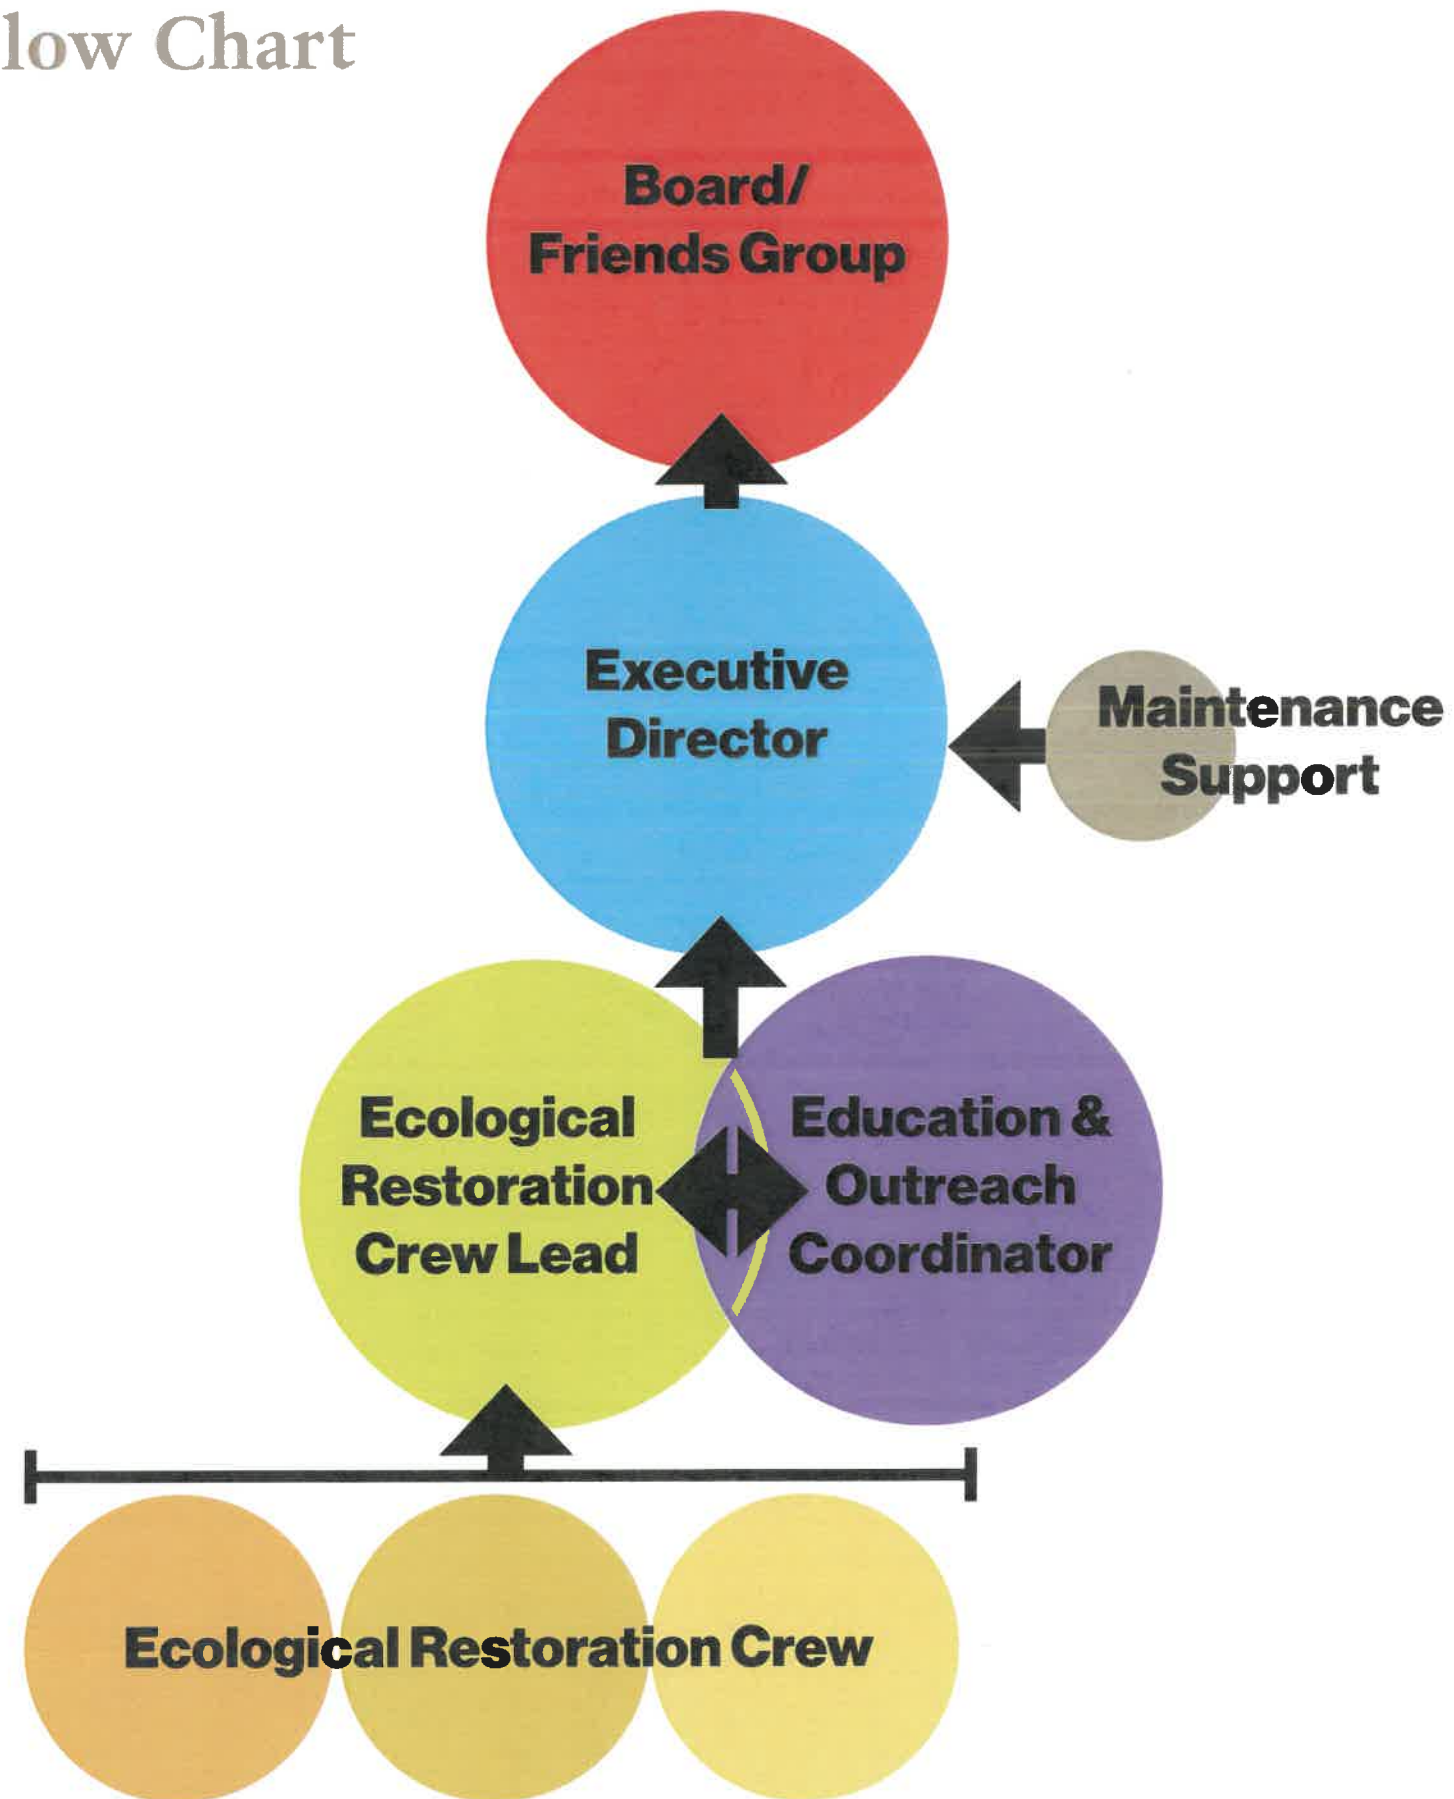 low Chart
Board/
Friends Group
Executive
Director
Maintenance
Support
Ecological
Restoration
Crew Lead
Education &
Outreach
Coordinator
Ecological Restoration Crew